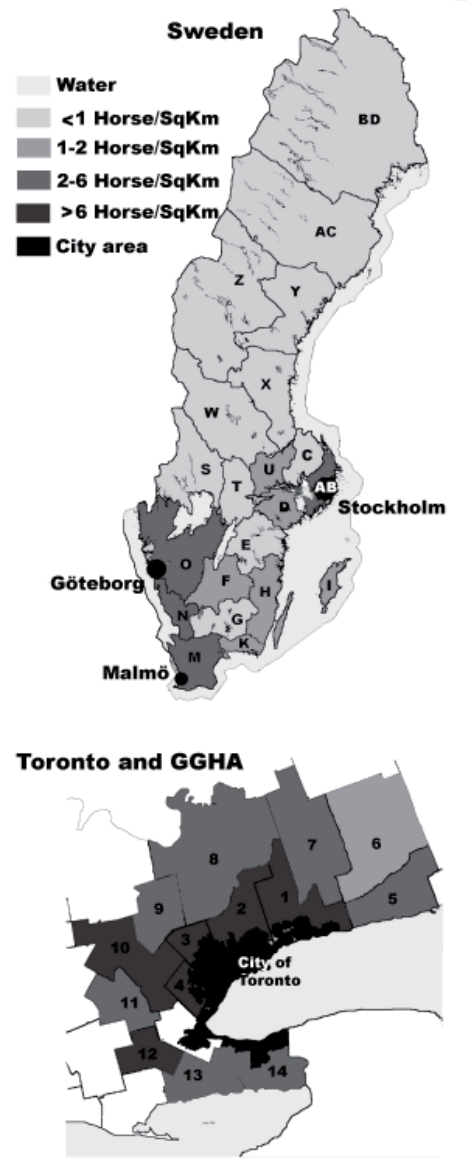 Sweden
Water
<1 Horse/SqKm
1-2 Horse/SqKm
2-6 Horse/SqKm
>6 Horse/SqKm
City area
BD
AC
Z
Y
X
W
C
S
U
T
AB
D
Stockholm
E
O
Göteborg
F
H
I
N
G
K
M
Malmö
Toronto and GGHA
6
7
8
5
1
2
9
3
10
City of
Toronto
4
11
12
13
14